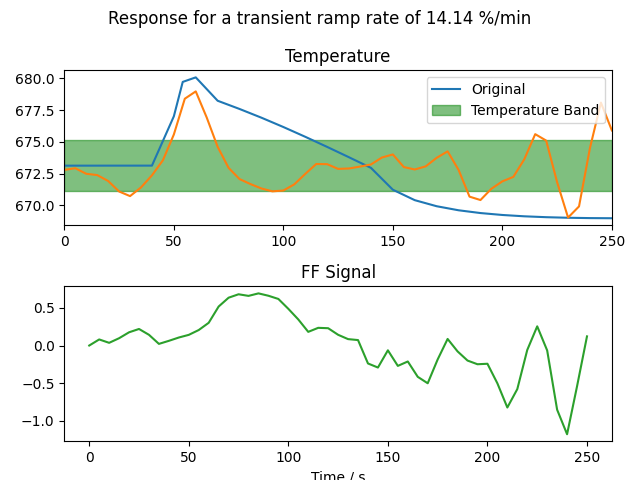 Response for a transient ramp rate of 14.14 %/min
Temperature
680.0
677.5
675.0
672.5
670.0
Original
Temperature Band
0 50 100 150 200 250
FF Signal
0.5
0.0
−0.5
−1.0
0 50 100 150 200 250
Time / s